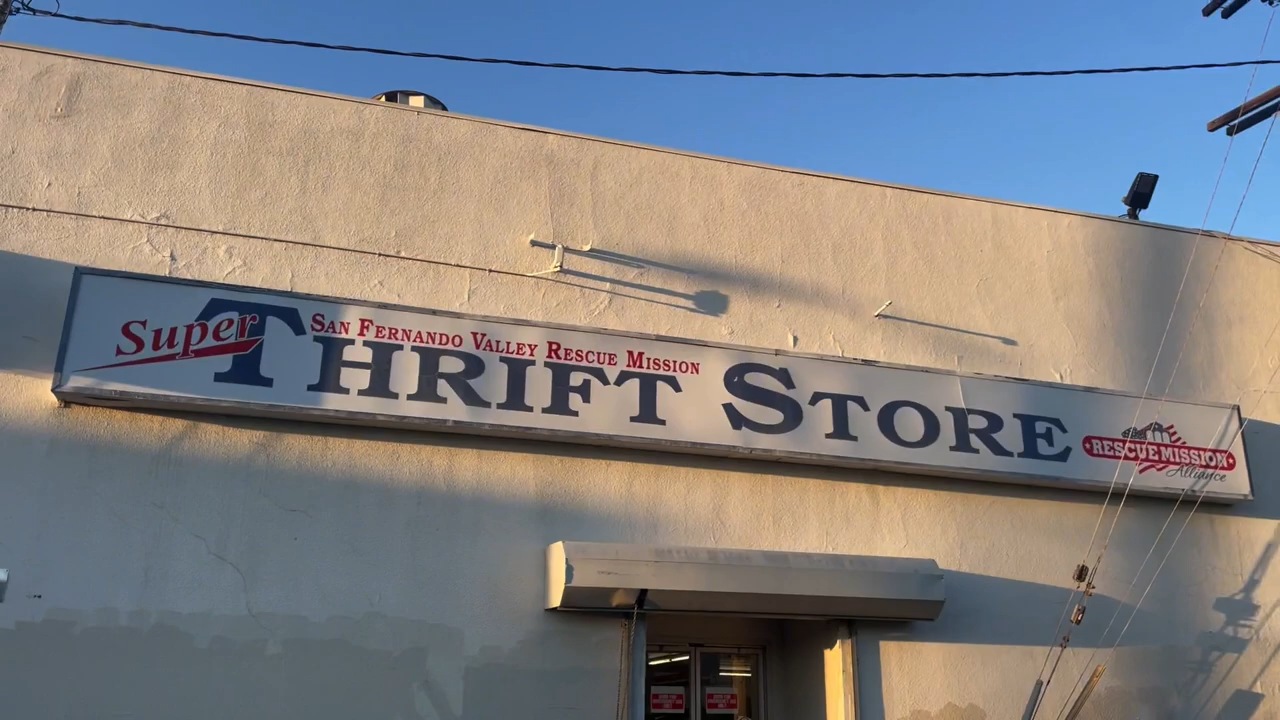 Super
SAN FERNANDO VALLEY RESCUE MISSION
THRIFT STORE
RESCUE MISSION
Alliance